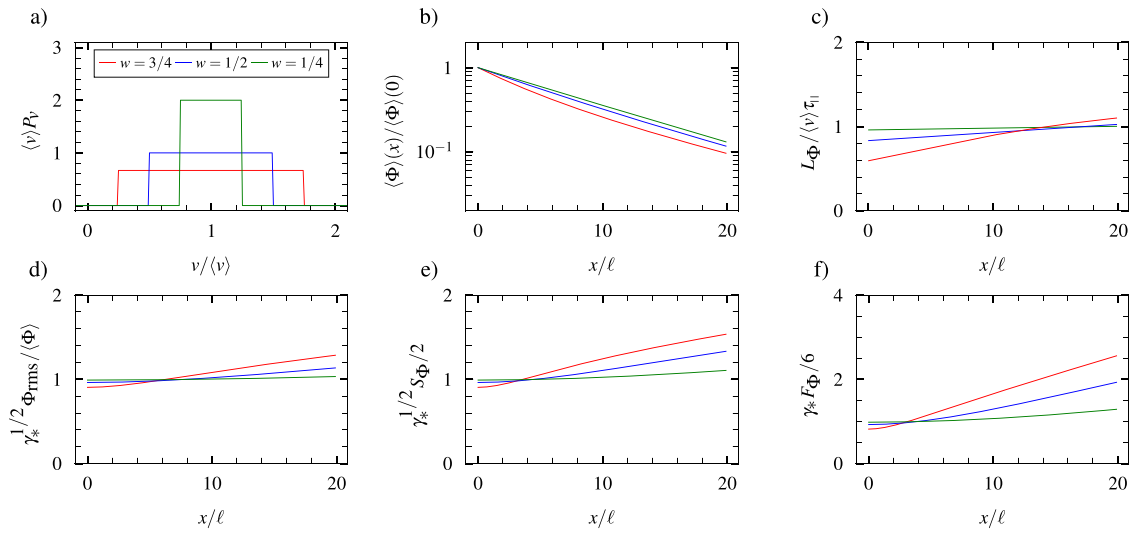 a)
b)
c)
3
2
1
0
⟨v⟩P_v
w = 3/4 w = 1/2 w = 1/4
0 1 2
v/⟨v⟩
1
10⁻¹
⟨Φ⟩(x)/⟨Φ⟩(0)
0 10 20
x/ℓ
2
1
0
L_Φ/⟨v⟩τ_∥
0 10 20
x/ℓ
d)
e)
f)
2
1
0
γ_*^{1/2}Φ_rms/⟨Φ⟩
0 10 20
x/ℓ
2
1
0
γ_*^{1/2}S_Φ/2
0 10 20
x/ℓ
4
2
0
γ_*F_Φ/6
0 10 20
x/ℓ